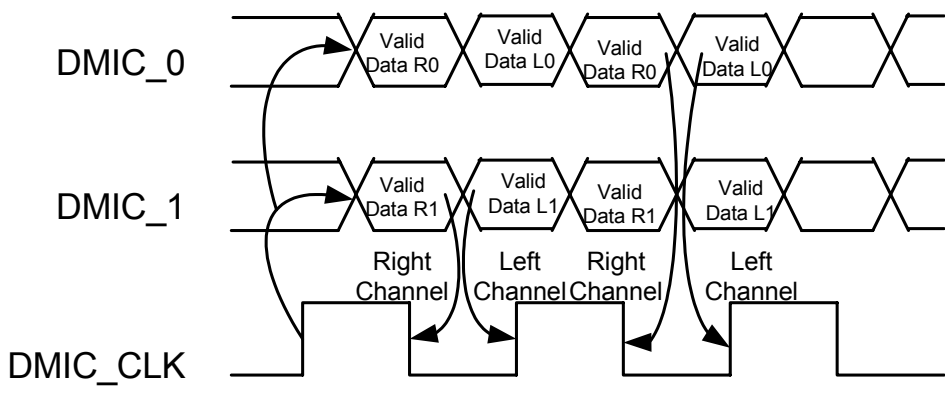 DMIC_0
Valid
Data R0
Valid
Data L0
Valid
Data R0
Valid
Data L0
DMIC_1
Valid
Data R1
Valid
Data L1
Valid
Data R1
Valid
Data L1
Right
Channel
Left
Channel
Right
Channel
Left
Channel
DMIC_CLK